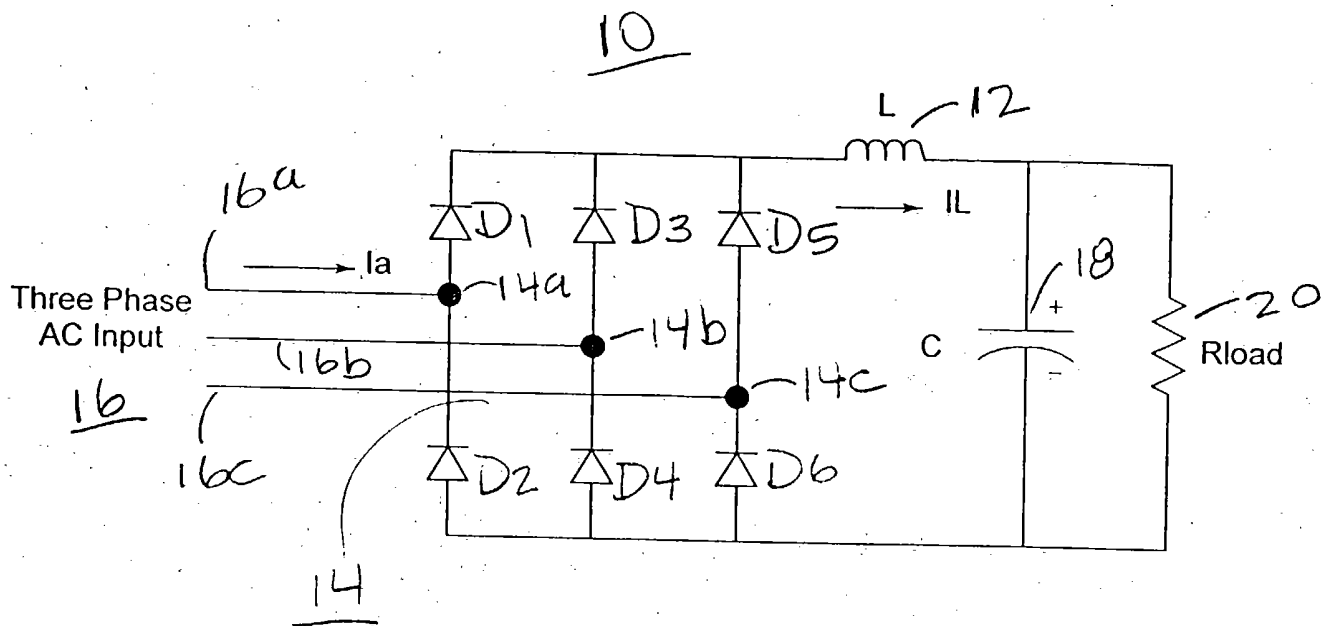 10
L 12
16a
D1 D3 D5 IL
Ia
14a
18
Three Phase
AC Input
+
20
14b
C
Rload
16b
-
14c
16
16c
D2 D4 D6
14